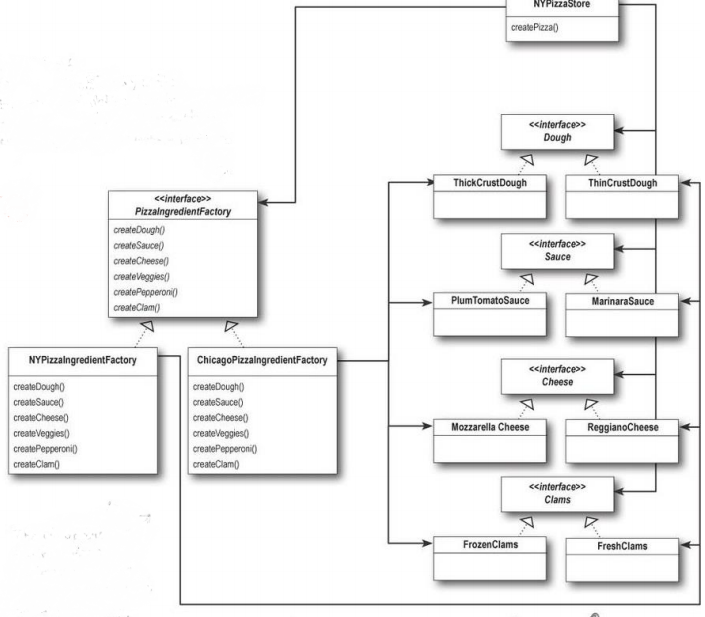 NYPizzaStore
createPizza()
<<interface>>
Dough
ThickCrustDough
ThinCrustDough
<<interface>>
PizzaIngredientFactory
createDough()
createSauce()
createCheese()
createVeggies()
createPepperoni()
createClam()
<<interface>>
Sauce
PlumTomatoSauce
MarinaraSauce
NYPizzaIngredientFactory
createDough()
createSauce()
createCheese()
createVeggies()
createPepperoni()
createClam()
ChicagoPizzaIngredientFactory
createDough()
createSauce()
createCheese()
createVeggies()
createPepperoni()
createClam()
<<interface>>
Cheese
Mozzarella Cheese
ReggianoCheese
<<interface>>
Clams
FrozenClams
FreshClams